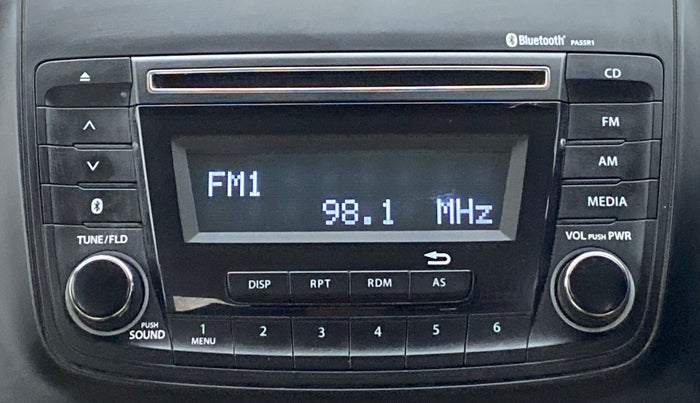 Bluetooth® PASSR1
CD
FM
AM
MEDIA
FM1
98.1 MHz
TUNE/FLD
VOL PUSH PWR
DISP RPT RDM AS
PUSH
SOUND
1 2 3 4 5 6
MENU